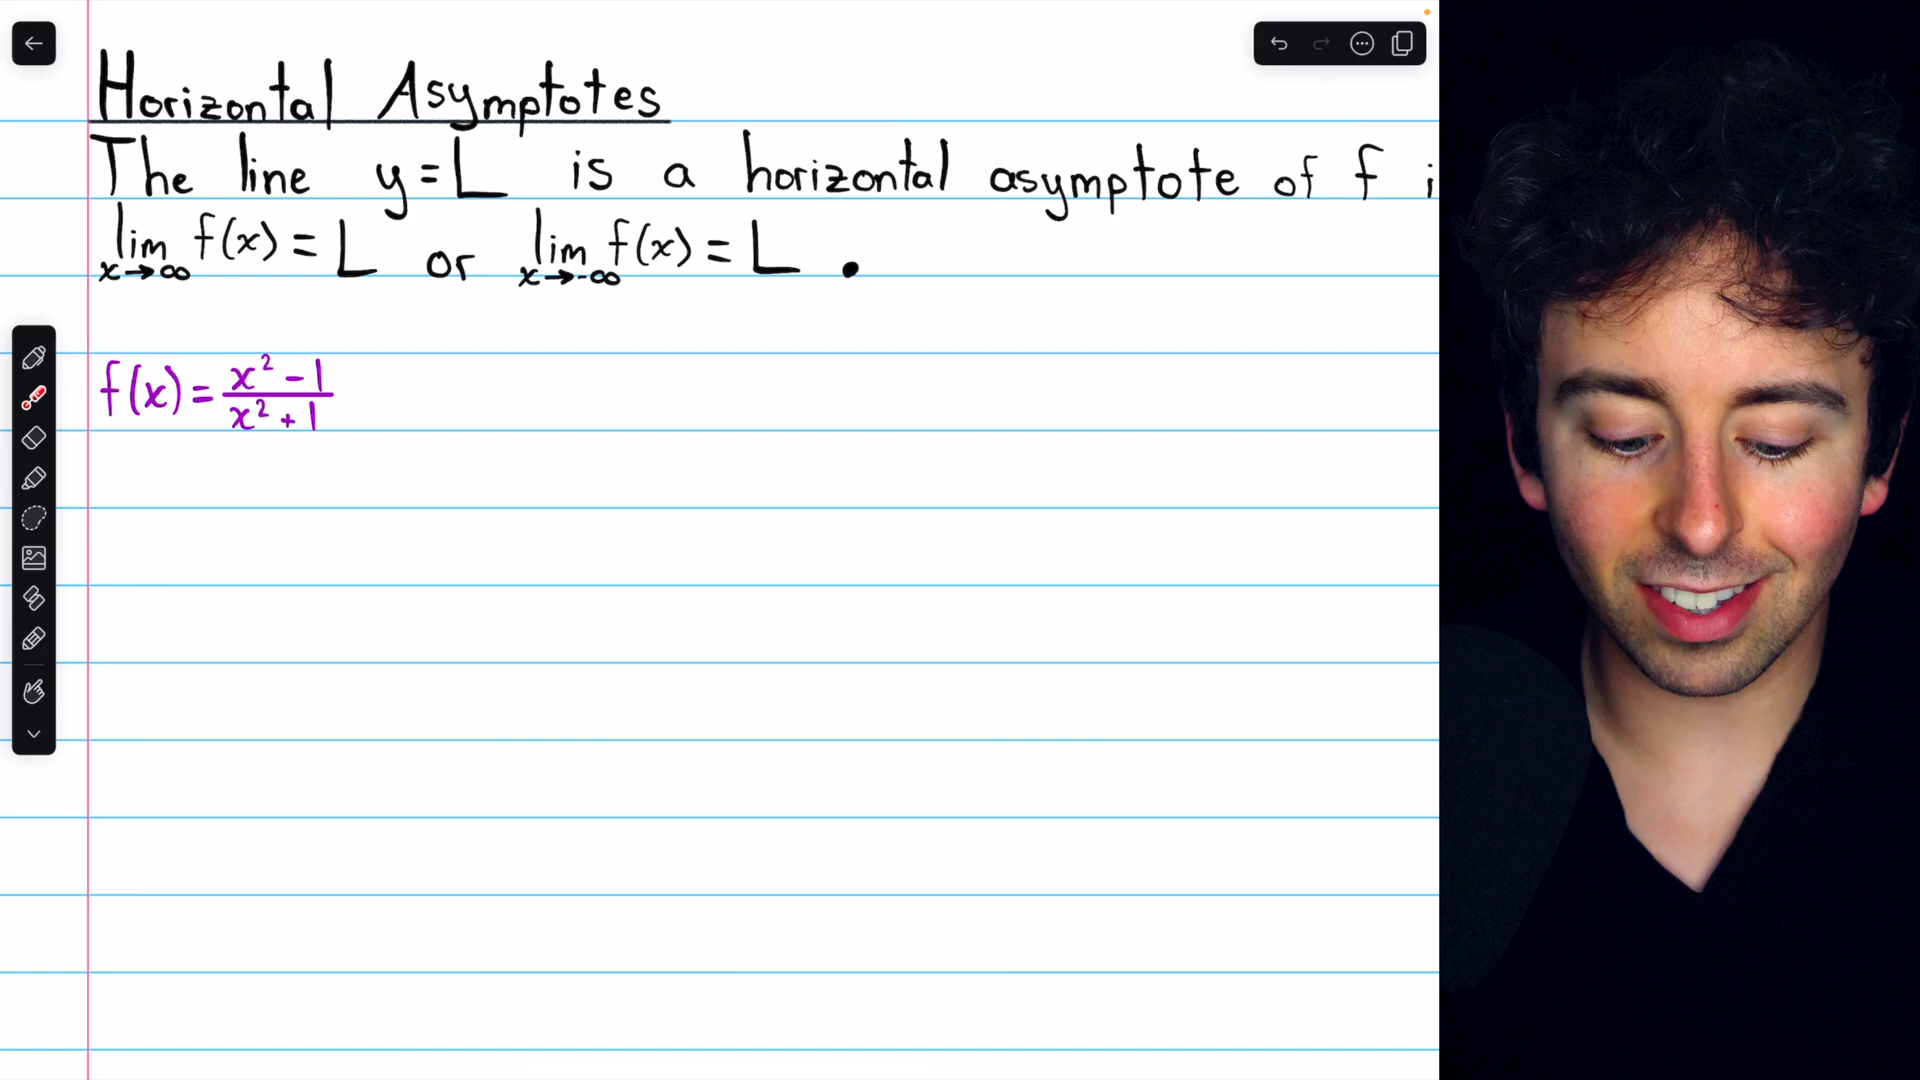 Horizontal Asymptotes
The line y=L is a horizontal asymptote of f i
lim x→∞ f(x) = L or lim x→-∞ f(x) = L .
f(x) = (x² - 1)/(x² + 1)